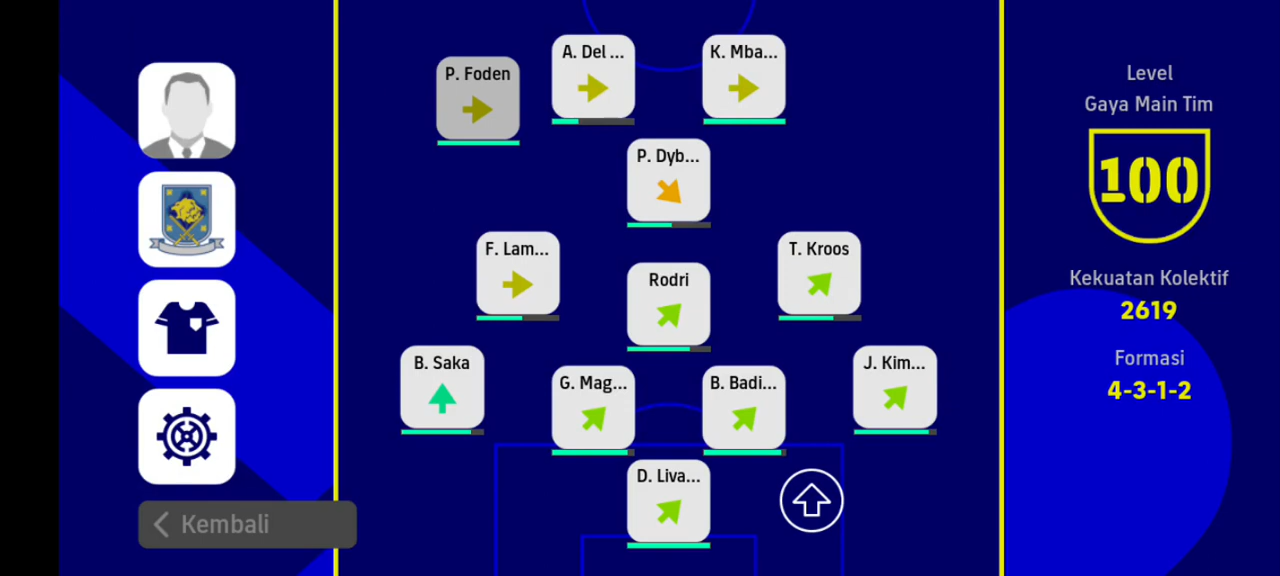 P. Foden
A. Del ...
K. Mba...
P. Dyb...
F. Lam...
Rodri
T. Kroos
B. Saka
G. Mag...
B. Badi...
J. Kim...
D. Liva...
Kembali
Level
Gaya Main Tim
100
Kekuatan Kolektif
2619
Formasi
4-3-1-2